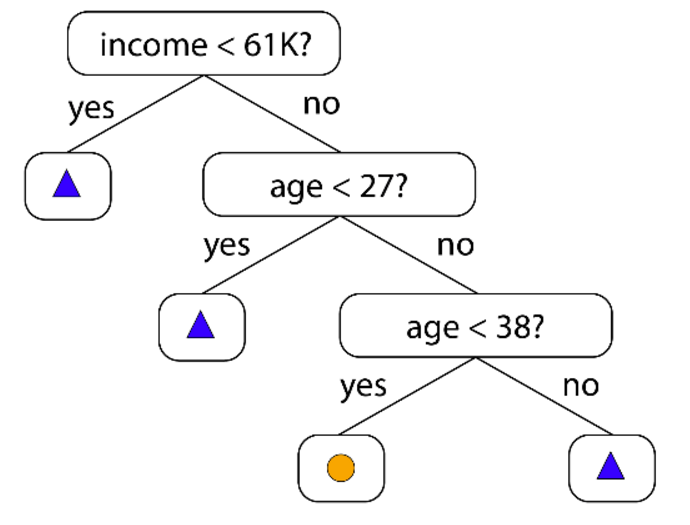 income < 61K?
yes
no
age < 27?
yes
no
age < 38?
yes
no